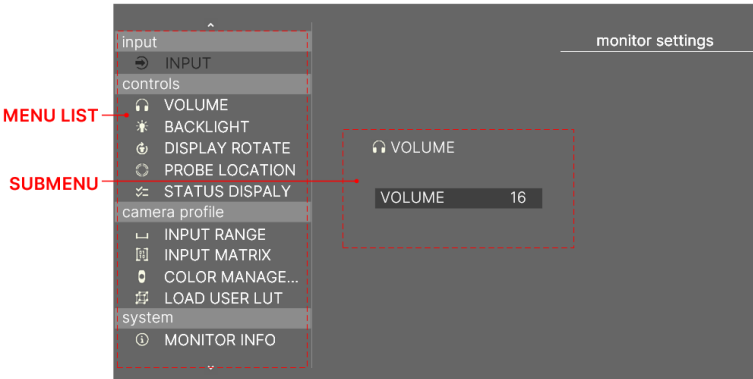 input
monitor settings
INPUT
controls
VOLUME
MENU LIST
BACKLIGHT
DISPLAY ROTATE
VOLUME
PROBE LOCATION
SUBMENU
STATUS DISPALY
VOLUME 16
camera profile
INPUT RANGE
INPUT MATRIX
COLOR MANAGE...
LOAD USER LUT
system
MONITOR INFO